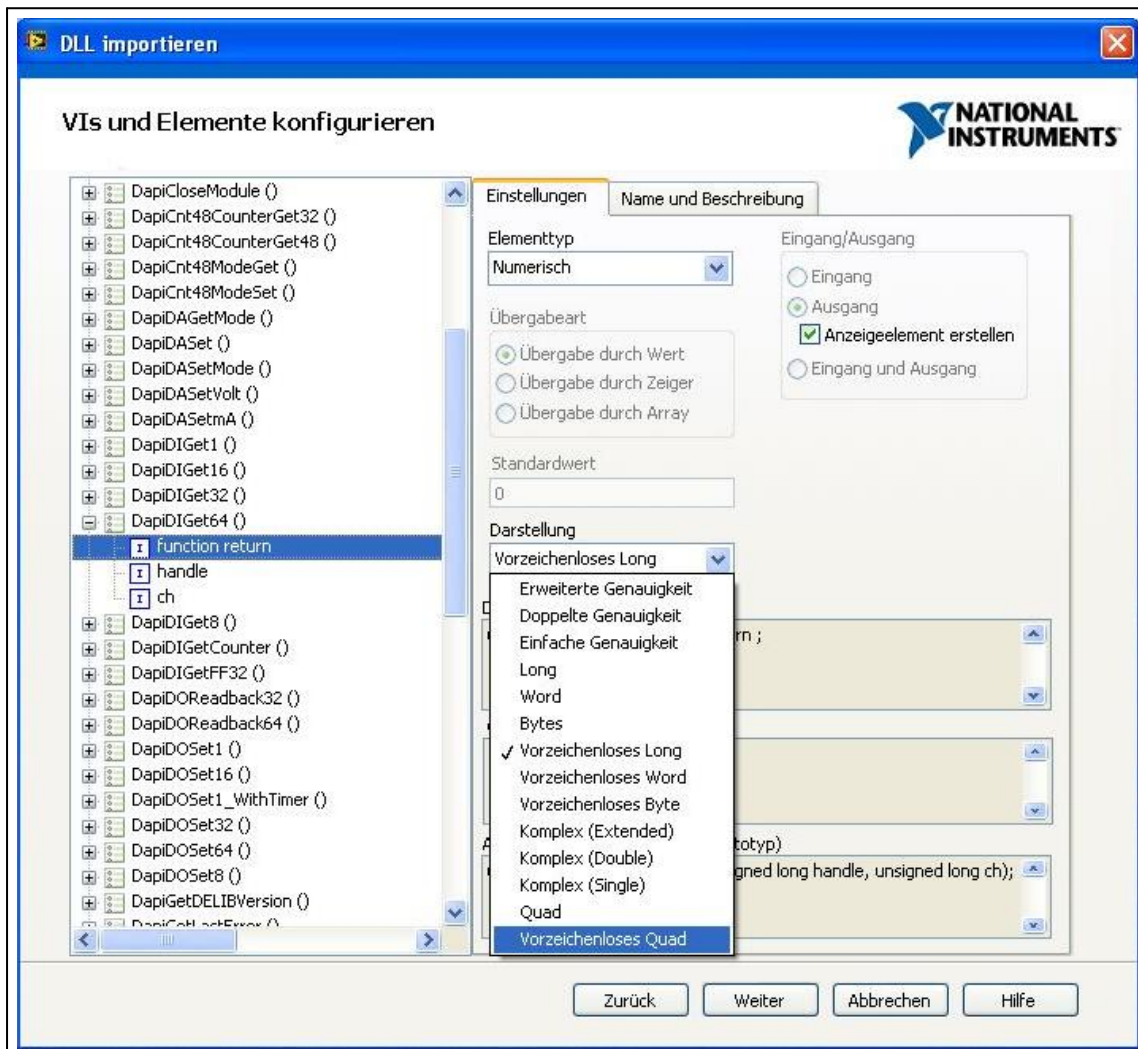 DLL importieren
VIs und Elemente konfigurieren
NATIONAL
INSTRUMENTS
DapiCloseModule ()
DapiCnt48CounterGet32 ()
DapiCnt48CounterGet48 ()
DapiCnt48ModeGet ()
DapiCnt48ModeSet ()
DapiDAGetMode ()
DapiDASet ()
DapiDASetMode ()
DapiDASetVolt ()
DapiDASetmA ()
DapiDIGet1 ()
DapiDIGet16 ()
DapiDIGet32 ()
DapiDIGet64 ()
function return
handle
ch
DapiDIGet8 ()
DapiDIGetCounter ()
DapiDIGetFF32 ()
DapiDOReadback32 ()
DapiDOReadback64 ()
DapiDOSet1 ()
DapiDOSet16 ()
DapiDOSet1_WithTimer ()
DapiDOSet32 ()
DapiDOSet64 ()
DapiDOSet8 ()
DapiGetDELIBVersion ()
DapiGetLastError ()
Einstellungen
Name und Beschreibung
Elementtyp
Numerisch
Übergabeart
Übergabe durch Wert
Übergabe durch Zeiger
Übergabe durch Array
Eingang/Ausgang
Eingang
Ausgang
Anzeigeelement erstellen
Eingang und Ausgang
Standardwert
0
Darstellung
Vorzeichenloses Long
Erweiterte Genauigkeit
Doppelte Genauigkeit
Einfache Genauigkeit
Long
Word
Bytes
Vorzeichenloses Long
Vorzeichenloses Word
Vorzeichenloses Byte
Komplex (Extended)
Komplex (Double)
Komplex (Single)
Quad
Vorzeichenloses Quad
rn ;
totyp)
gned long handle, unsigned long ch);
Zurück
Weiter
Abbrechen
Hilfe